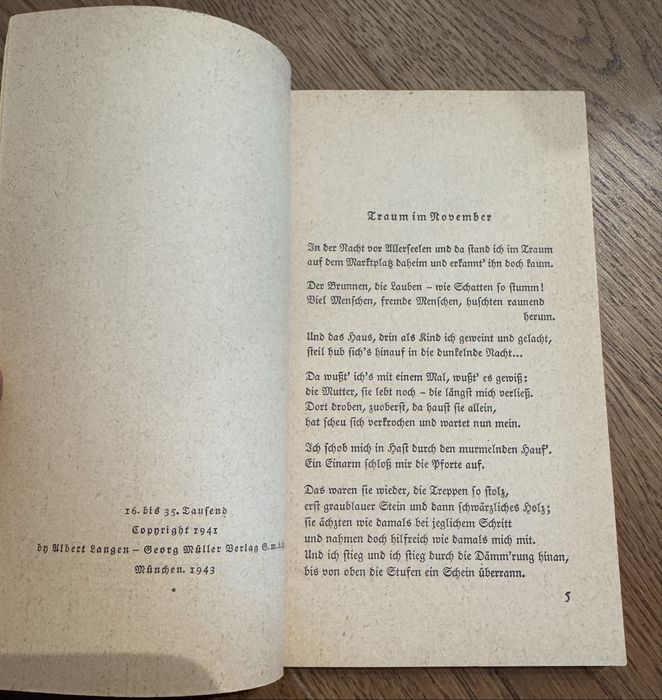 16. bis 35. Tausend
Copyright 1941
by Albert Langen – Georg Müller Verlag G.m.b.H.
München. 1943
*
Traum im November
In der Nacht vor Allerseelen und da stand ich im Traum
auf dem Marktplatz daheim und erkannt' ihn doch kaum.
Der Brunnen, die Lauben – wie Schatten so stumm!
Viel Menschen, fremde Menschen, huschten raunend
herum.
Und das Haus, drin als Kind ich geweint und gelacht,
steil hub sich's hinauf in die dunkelnde Nacht...
Da wußt' ich's mit einem Mal, wußt' es gewiß:
die Mutter, sie lebt noch – die längst mich verließ.
Dort droben, zuoberst, da haust sie allein,
hat scheu sich verkrochen und wartet nun mein.
Ich schob mich in Hast durch den murmelnden Hauf'.
Ein Einarm schloß mir die Pforte auf.
Das waren sie wieder, die Treppen so stolz,
erst graublauer Stein und dann schwärzliches Holz;
sie ächzten wie damals bei jeglichem Schritt
und nahmen doch hilfreich wie damals mich mit.
Und ich stieg und ich stieg durch die Dämm'rung hinan,
bis von oben die Stufen ein Schein überrann.
5